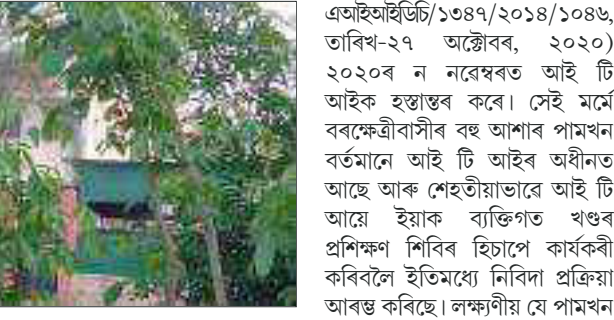 এআইআইডিচি/১৩৪৭/২০১৪/১০৪৬,
তাৰিখ-২৭ অক্টোবৰ, ২০২০)
২০২০ৰ ন নৱেম্বৰত আই টি
আইক হস্তান্তৰ কৰে। সেই মৰ্মে
বৰক্ষেত্ৰীবাসীৰ বহু আশাৰ পামখন
বৰ্তমানে আই টি আইৰ অধীনত
আছে আৰু শেহতীয়াভাৱে আই টি
আয়ে ইয়াক ব্যক্তিগত খণ্ডৰ
প্ৰশিক্ষণ শিবিৰ হিচাপে কাৰ্যকৰী
কৰিবলৈ ইতিমধ্যে নিবিদা প্ৰক্ৰিয়া
আৰম্ভ কৰিছে। লক্ষ্যণীয় যে পামখন